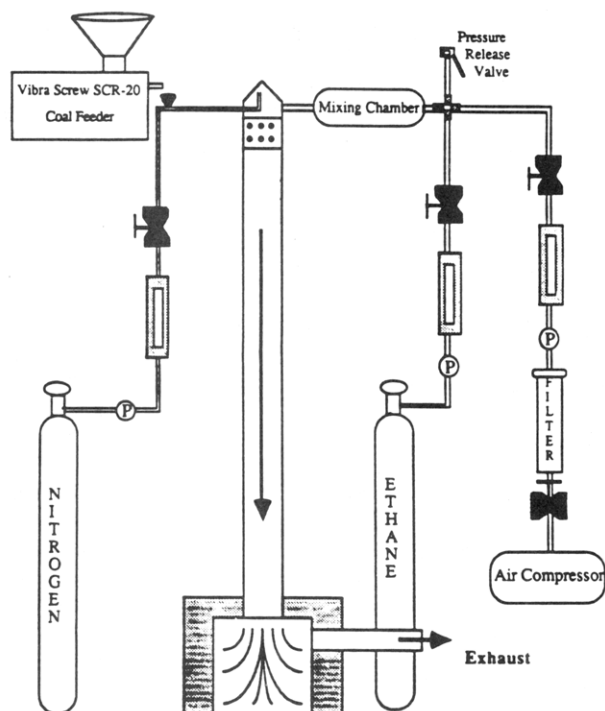 Pressure
Release
Valve
Vibra Screw SCR-20
Coal Feeder
Mixing Chamber
P
P
P
FILTER
NITROGEN
ETHANE
Air Compressor
Exhaust